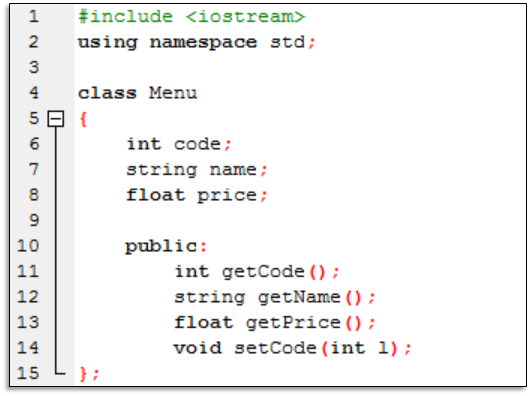 1 #include <iostream>
2 using namespace std;
3
4 class Menu
5 {
6 int code;
7 string name;
8 float price;
9
10 public:
11 int getCode();
12 string getName();
13 float getPrice();
14 void setCode(int l);
15 };